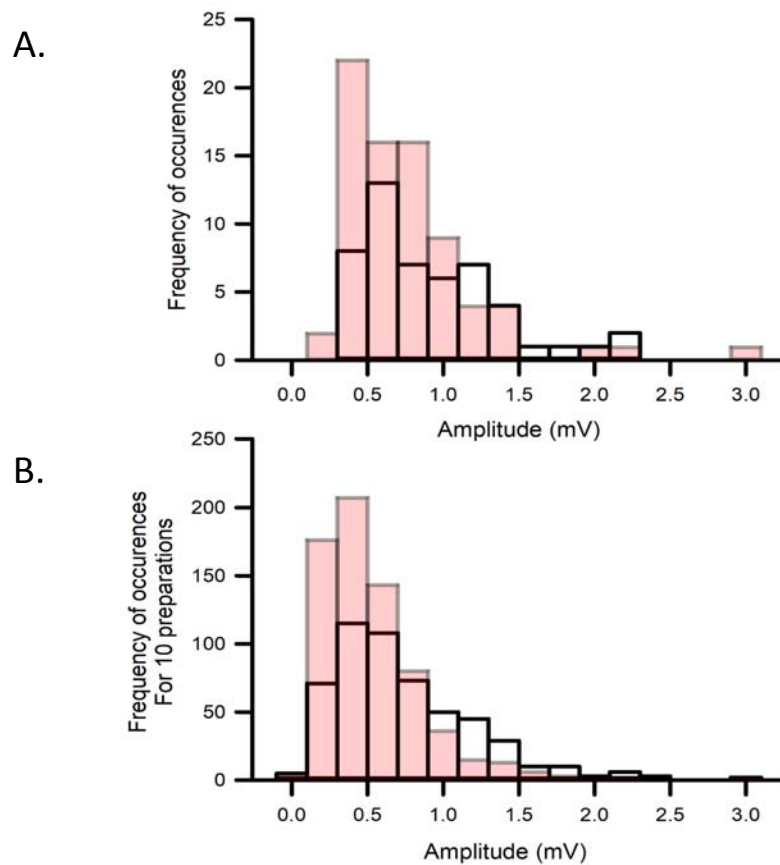 A.
25
20
15
10
5
0
Frequency of occurences
0.0 0.5 1.0 1.5 2.0 2.5 3.0
Amplitude (mV)
B.
250
200
150
100
50
0
Frequency of occurences
For 10 preparations
0.0 0.5 1.0 1.5 2.0 2.5 3.0
Amplitude (mV)